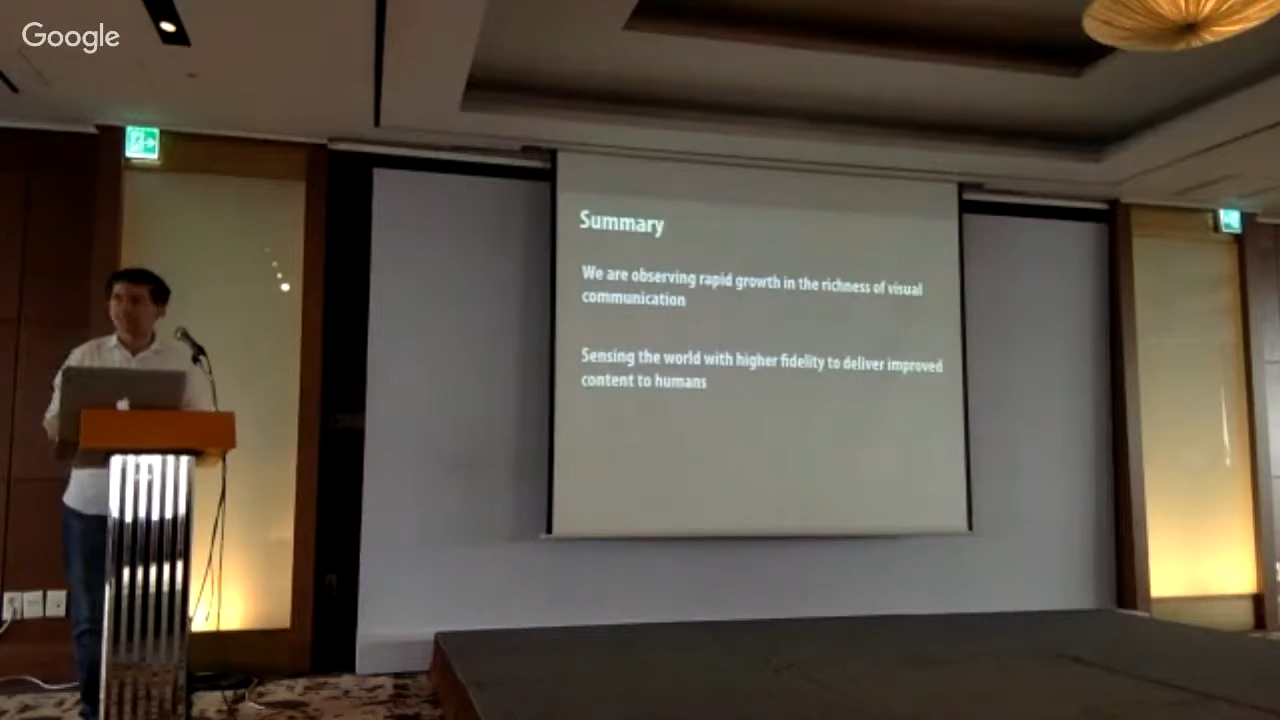 Google
Summary
We are observing rapid growth in the richness of visual
communication
Sensing the world with higher fidelity to deliver improved
content to humans